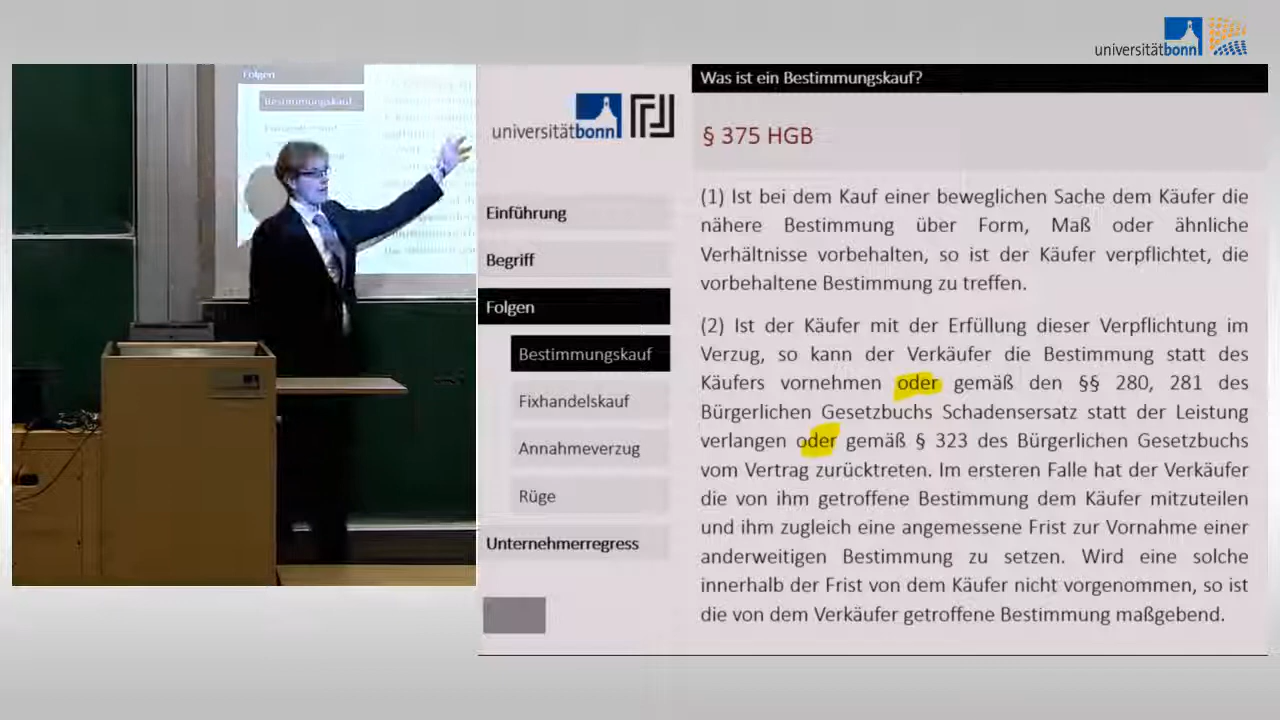 universitätbonn
Folgen
Bestimmungskauf
Was ist ein Bestimmungskauf?
universitätbonn
§ 375 HGB
Einführung
Begriff
Folgen
Bestimmungskauf
Fixhandelskauf
Annahmeverzug
Rüge
Unternehmerregress
(1) Ist bei dem Kauf einer beweglichen Sache dem Käufer die
nähere Bestimmung über Form, Maß oder ähnliche
Verhältnisse vorbehalten, so ist der Käufer verpflichtet, die
vorbehaltene Bestimmung zu treffen.
(2) Ist der Käufer mit der Erfüllung dieser Verpflichtung im
Verzug, so kann der Verkäufer die Bestimmung statt des
Käufers vornehmen oder gemäß den §§ 280, 281 des
Bürgerlichen Gesetzbuchs Schadensersatz statt der Leistung
verlangen oder gemäß § 323 des Bürgerlichen Gesetzbuchs
vom Vertrag zurücktreten. Im ersteren Falle hat der Verkäufer
die von ihm getroffene Bestimmung dem Käufer mitzuteilen
und ihm zugleich eine angemessene Frist zur Vornahme einer
anderweitigen Bestimmung zu setzen. Wird eine solche
innerhalb der Frist von dem Käufer nicht vorgenommen, so ist
die von dem Verkäufer getroffene Bestimmung maßgebend.